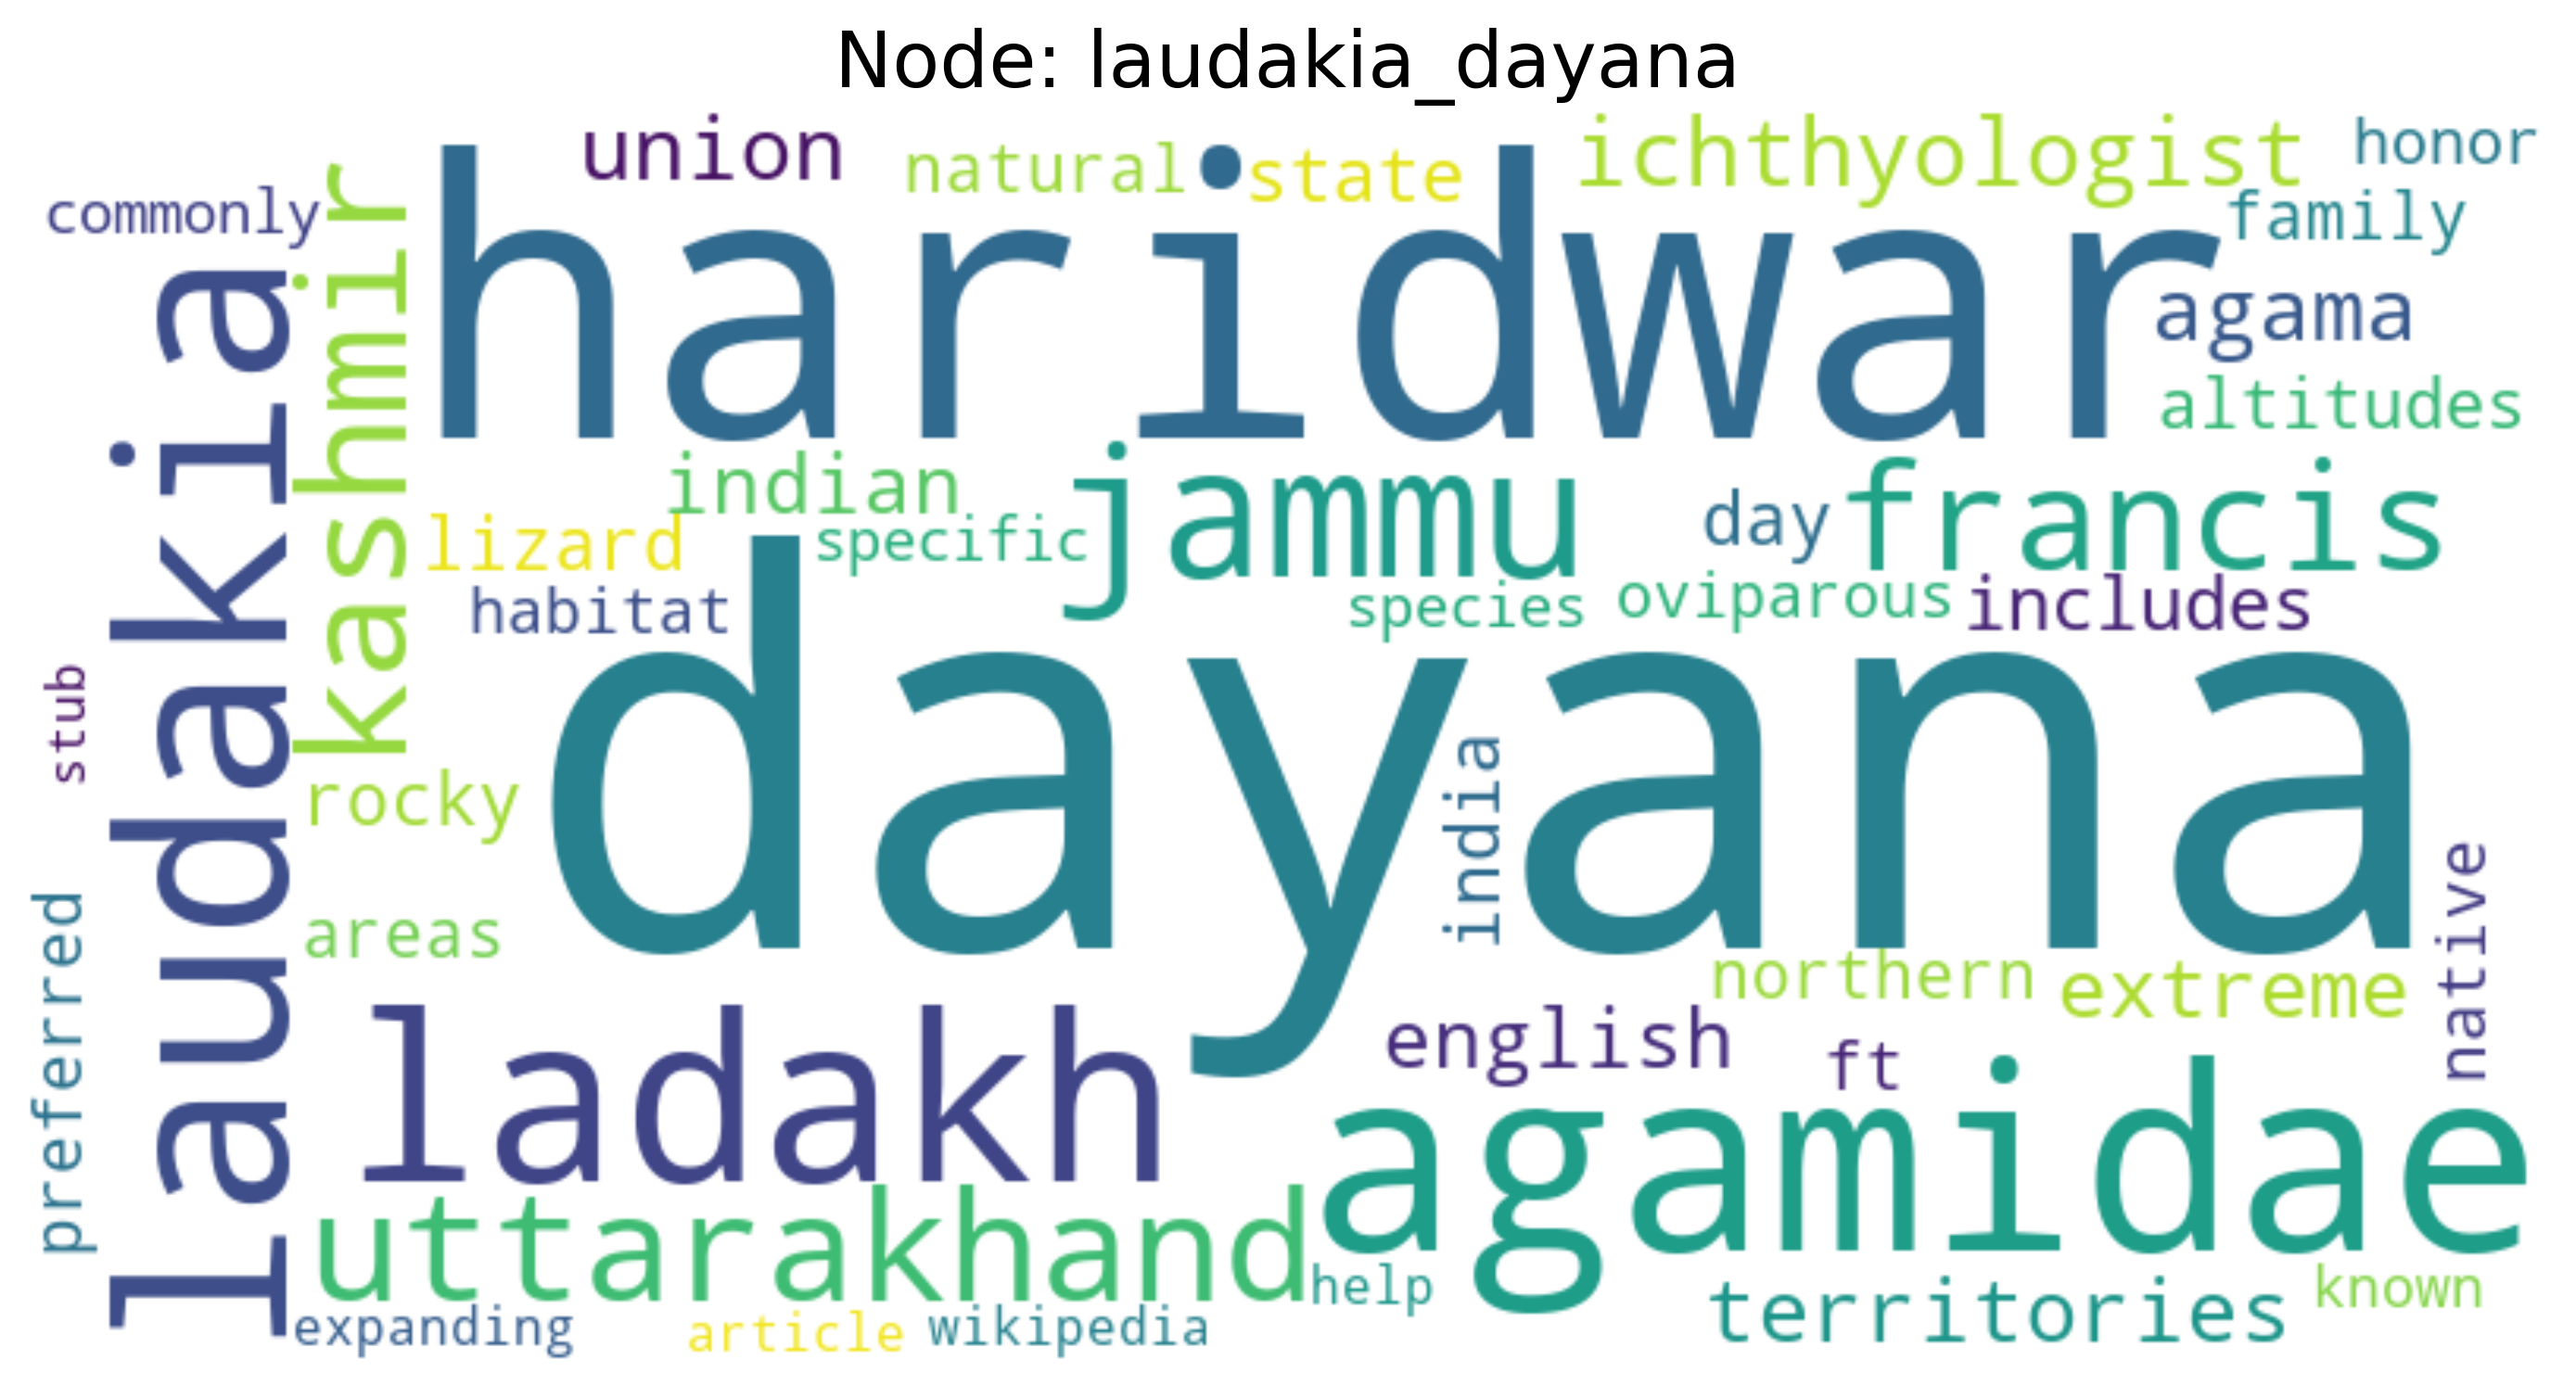 Node: laudakia_dayana
union
natural
state
ichthyologist
honor
commonly
family
kashmir
haridwar
agama
altitudes
laudakia
indian
jammu
day
francis
lizard
specific
habitat
species
oviparous
includes
stub
dayana
india
rocky
areas
native
preferred
northern
extreme
ladakh
english
ft
agamidae
uttarakhand
help
territories
known
expanding
article
wikipedia